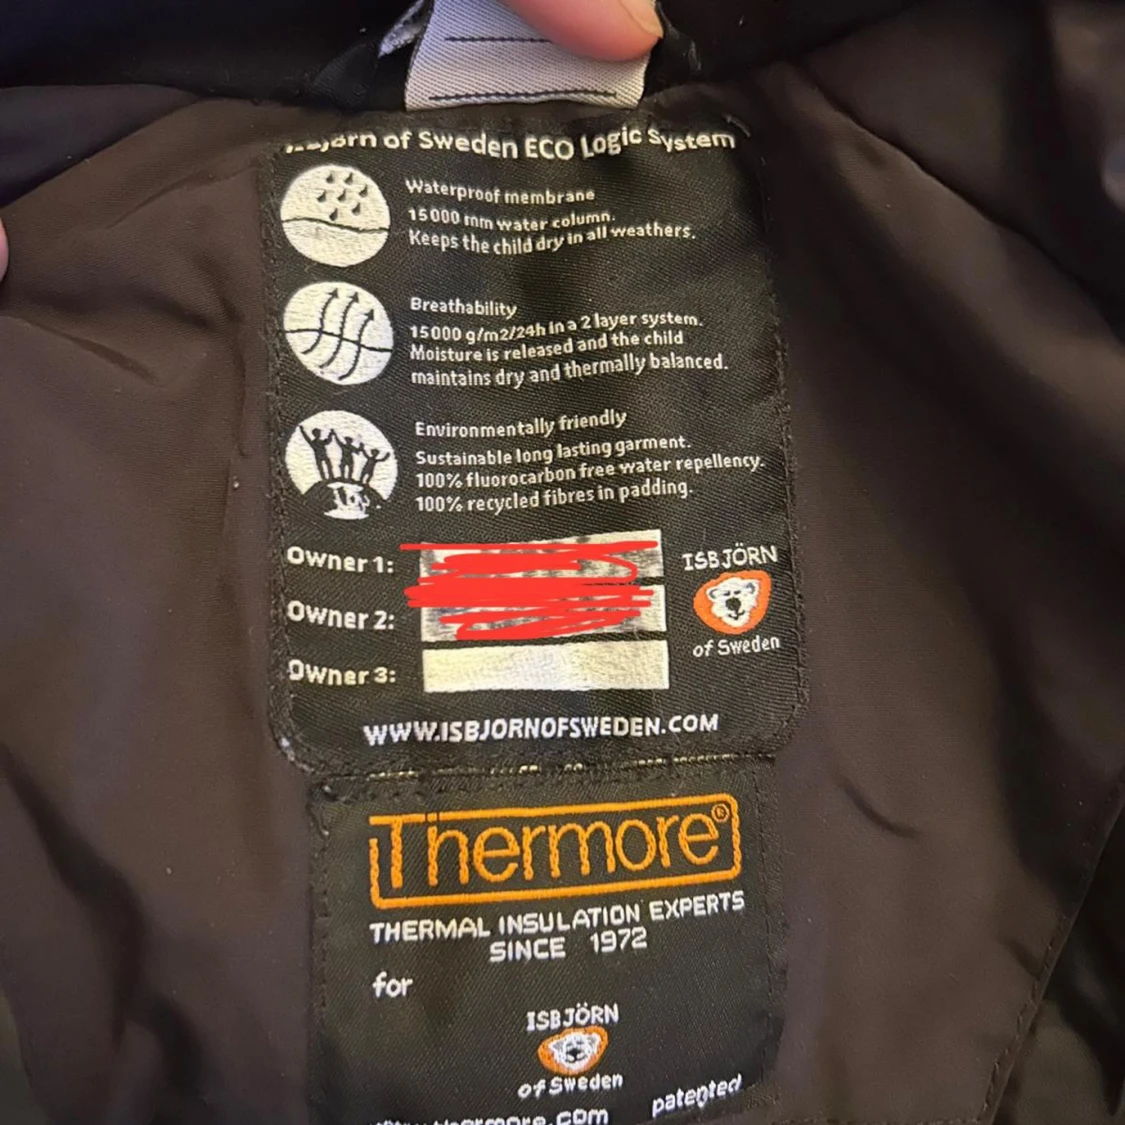 of Sweden ECO Logic System
Waterproof membrane
15000 mm water column.
Keeps the child dry in all weathers.
Breathability
15000 g/m2/24h in a 2 layer system.
Moisture is released and the child
maintains dry and thermally balanced.
Environmentally friendly
Sustainable long lasting garment.
100% fluorocarbon free water repellency.
100% recycled fibres in padding.
Owner 1:
Owner 2:
Owner 3:
ISBJÖRN
of Sweden
WWW.ISBJORNOFSWEDEN.COM
Thermore®
THERMAL INSULATION EXPERTS
SINCE 1972
for
ISBJÖRN
of Sweden
patented